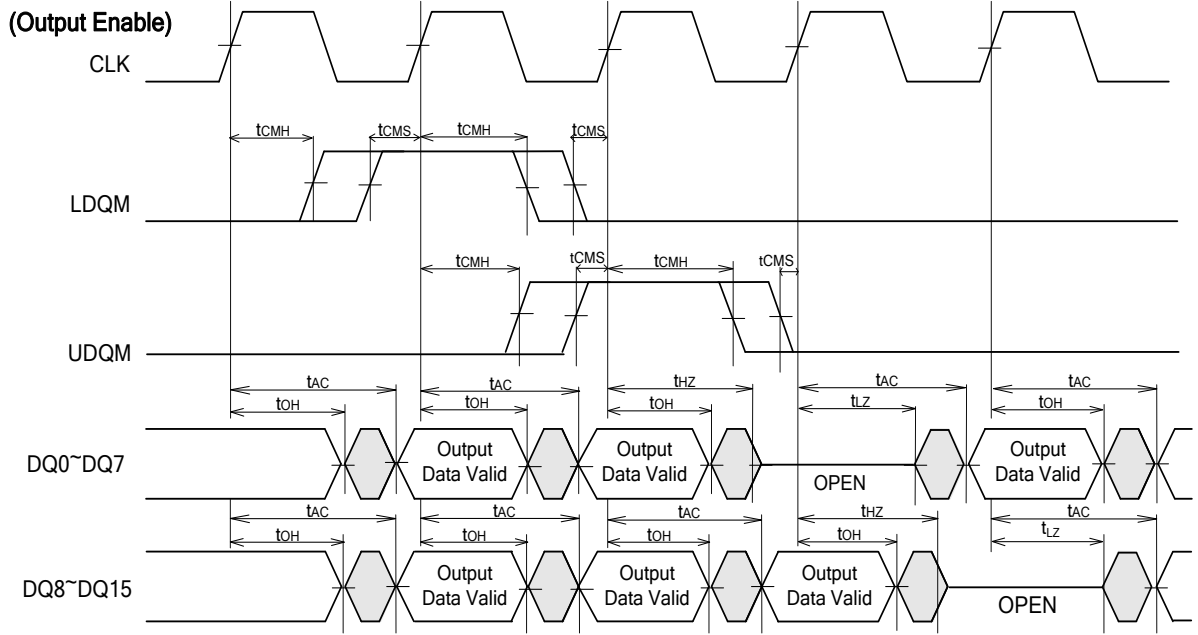 (Output Enable)
CLK
tCMH tCMS tCMH tCMS
LDQM
tCMH tCMS tCMH tCMS
UDQM
tAC tAC tHZ tAC tAC
tOH tOH tOH tLZ tOH
DQ0~DQ7 Output Data Valid Output Data Valid OPEN Output Data Valid
tAC tAC tAC tHZ tAC
tOH tOH tOH tOH tLZ
DQ8~DQ15 Output Data Valid Output Data Valid Output Data Valid OPEN